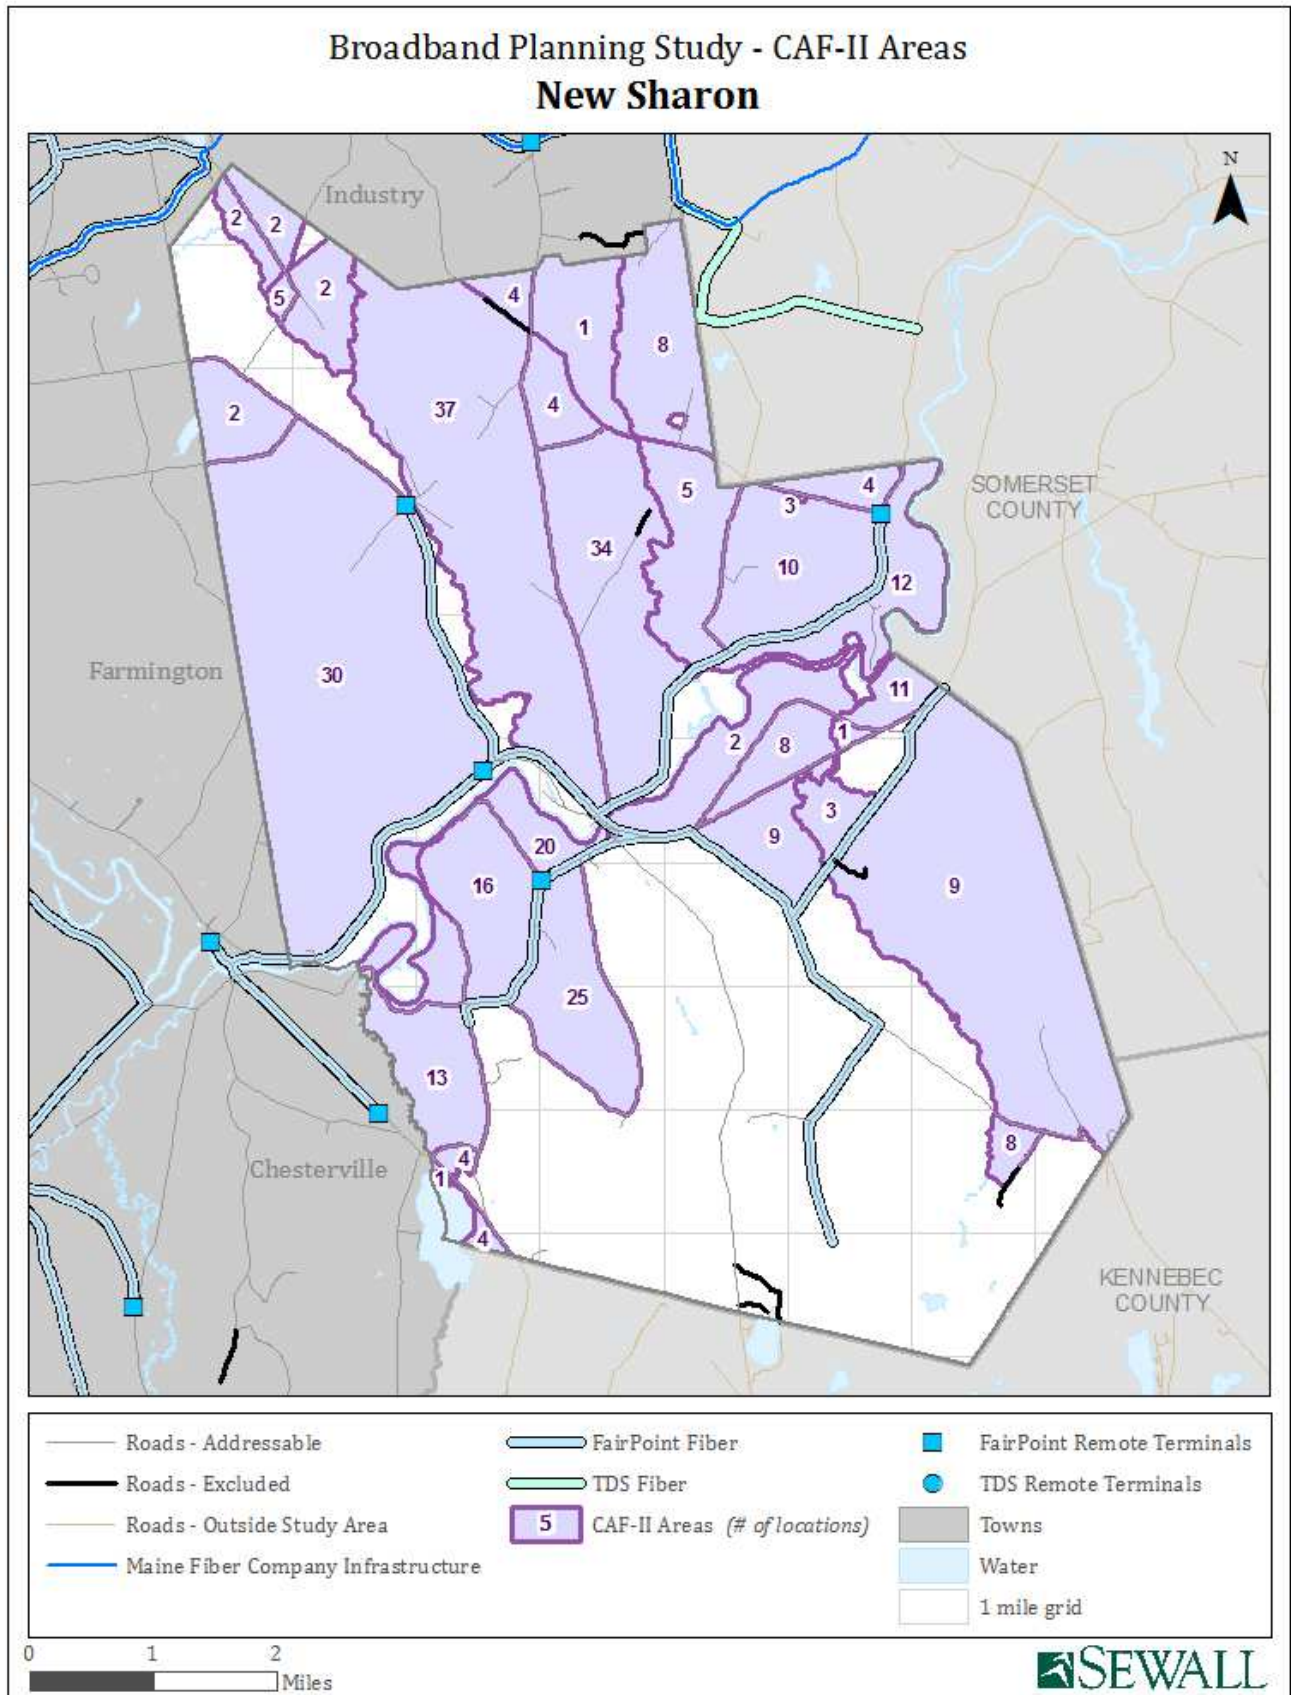 Broadband Planning Study - CAF-II Areas
New Sharon
N
Industry
2
2
5
2
4
1
8
2
37
4
5
4
3
SOMERSET
COUNTY
34
10
12
Farmington
30
11
2
8
1
3
9
20
16
9
25
13
8
Chesterville
4
1
4
KENNEBEC
COUNTY
Roads - Addressable
Roads - Excluded
Roads - Outside Study Area
Maine Fiber Company Infrastructure
FairPoint Fiber
TDS Fiber
5 CAF-II Areas (# of locations)
FairPoint Remote Terminals
TDS Remote Terminals
Towns
Water
1 mile grid
0 1 2
Miles
SEWALL